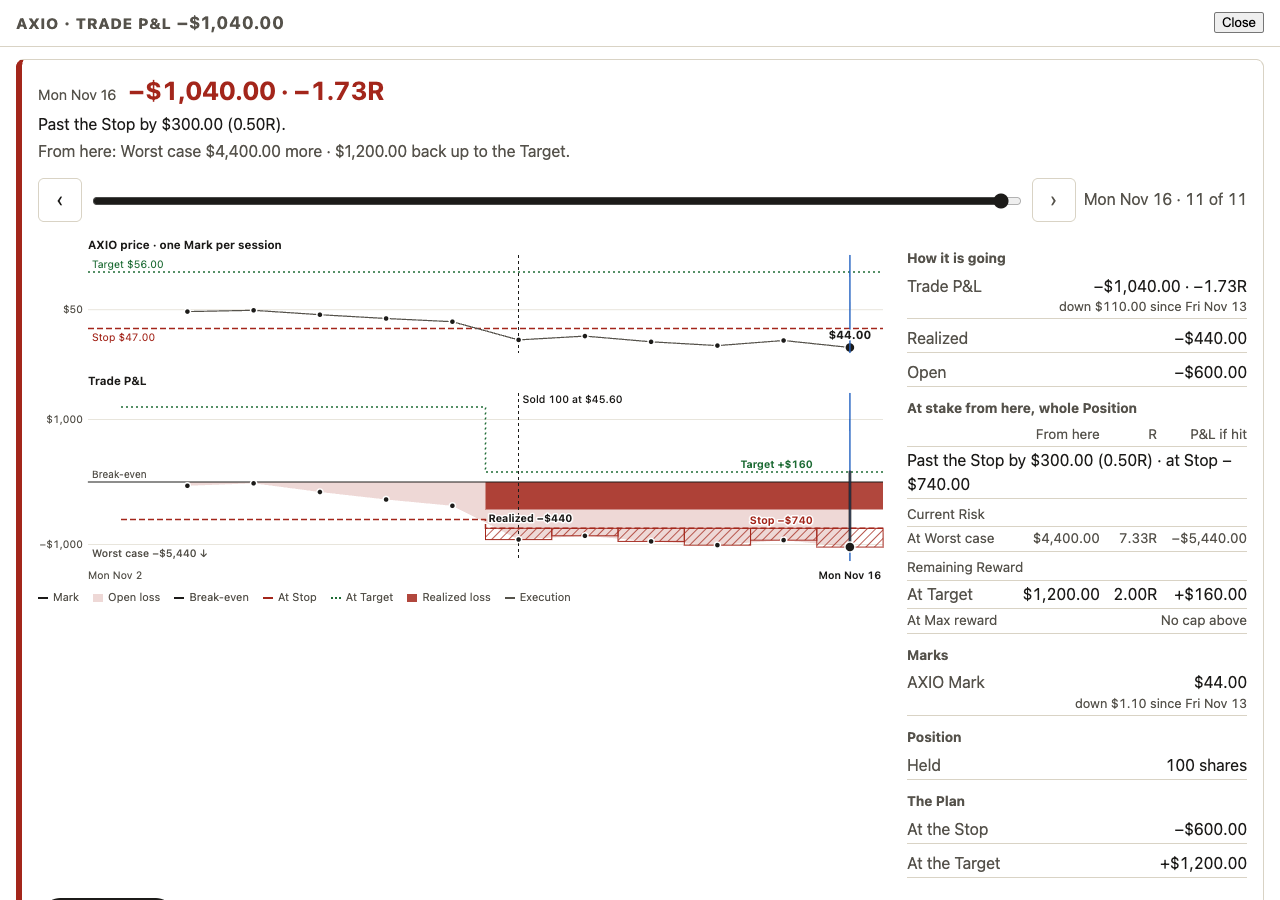 AXIO · TRADE P&L −$1,040.00
Close
Mon Nov 16 −$1,040.00 · −1.73R
Past the Stop by $300.00 (0.50R).
From here: Worst case $4,400.00 more · $1,200.00 back up to the Target.
‹
› Mon Nov 16 · 11 of 11
AXIO price · one Mark per session
Target $56.00
$50
Stop $47.00
$44.00
Trade P&L
Sold 100 at $45.60
$1,000
Target +$160
Break-even
Realized −$440
Stop −$740
−$1,000
Worst case −$5,440 ↓
Mon Nov 2
Mon Nov 16
Mark Open loss Break-even At Stop At Target Realized loss Execution
How it is going
Trade P&L −$1,040.00 · −1.73R
down $110.00 since Fri Nov 13
Realized −$440.00
Open −$600.00
At stake from here, whole Position
From here R P&L if hit
Past the Stop by $300.00 (0.50R) · at Stop −
$740.00
Current Risk
At Worst case $4,400.00 7.33R −$5,440.00
Remaining Reward
At Target $1,200.00 2.00R +$160.00
At Max reward No cap above
Marks
AXIO Mark $44.00
down $1.10 since Fri Nov 13
Position
Held 100 shares
The Plan
At the Stop −$600.00
At the Target +$1,200.00